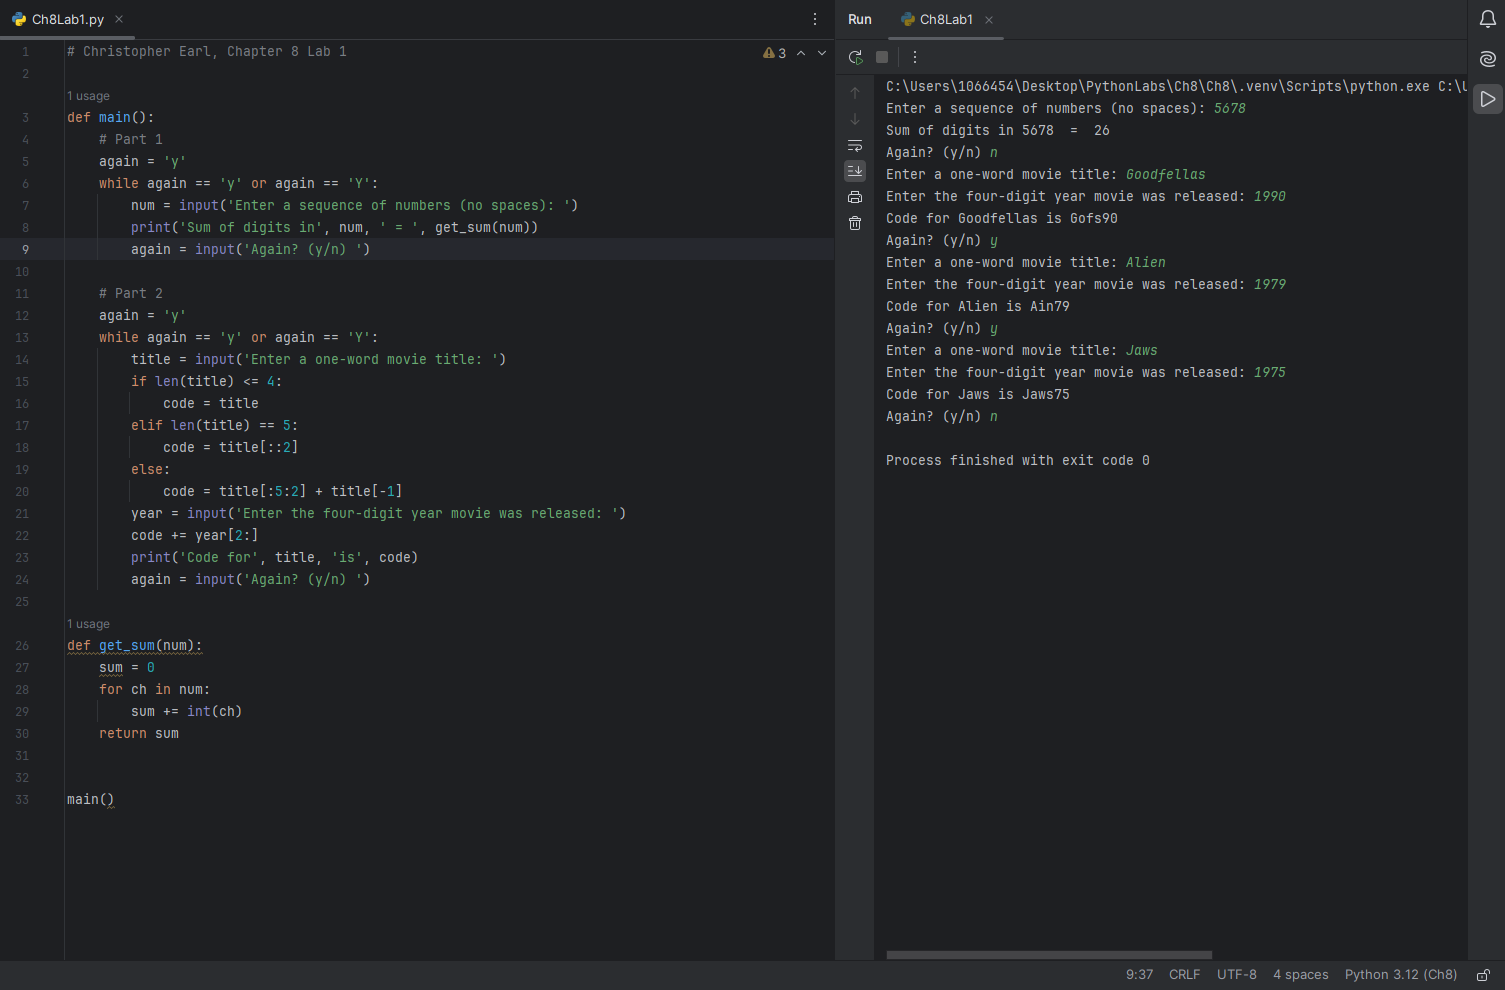 Ch8Lab1.py
Run Ch8Lab1
3
1 # Christopher Earl, Chapter 8 Lab 1
2
1 usage
3 def main():
4     # Part 1
5     again = 'y'
6     while again == 'y' or again == 'Y':
7         num = input('Enter a sequence of numbers (no spaces): ')
8         print('Sum of digits in', num, ' = ', get_sum(num))
9         again = input('Again? (y/n) ')
10
11     # Part 2
12     again = 'y'
13     while again == 'y' or again == 'Y':
14         title = input('Enter a one-word movie title: ')
15         if len(title) <= 4:
16             code = title
17         elif len(title) == 5:
18             code = title[::2]
19         else:
20             code = title[:5:2] + title[-1]
21         year = input('Enter the four-digit year movie was released: ')
22         code += year[2:]
23         print('Code for', title, 'is', code)
24         again = input('Again? (y/n) ')
25
1 usage
26 def get_sum(num):
27     sum = 0
28     for ch in num:
29         sum += int(ch)
30     return sum
31
32
33 main()
C:\Users\1066454\Desktop\PythonLabs\Ch8\Ch8\.venv\Scripts\python.exe C:\U
Enter a sequence of numbers (no spaces): 5678
Sum of digits in 5678  =  26
Again? (y/n) n
Enter a one-word movie title: Goodfellas
Enter the four-digit year movie was released: 1990
Code for Goodfellas is Gofs90
Again? (y/n) y
Enter a one-word movie title: Alien
Enter the four-digit year movie was released: 1979
Code for Alien is Ain79
Again? (y/n) y
Enter a one-word movie title: Jaws
Enter the four-digit year movie was released: 1975
Code for Jaws is Jaws75
Again? (y/n) n
Process finished with exit code 0
9:37 CRLF UTF-8 4 spaces Python 3.12 (Ch8)